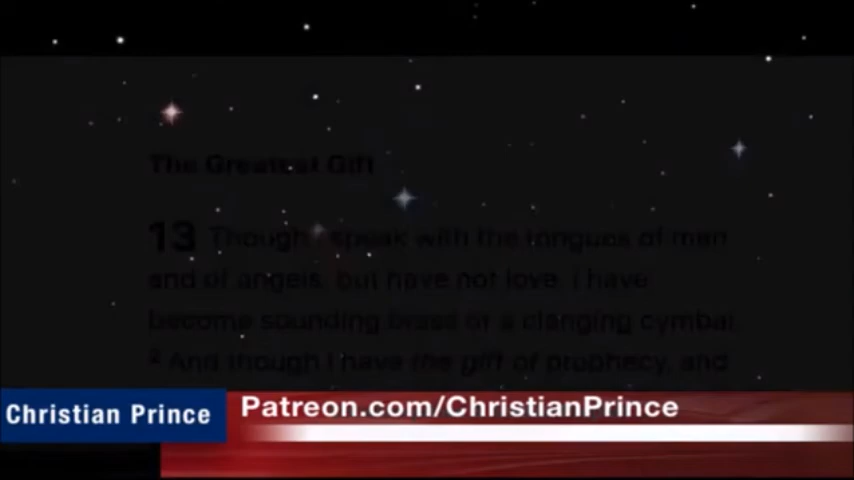 The Greatest Gift
13 Though I speak with the tongues of men
and of angels, but have not love, I have
become sounding brass or a clanging cymbal.
2 And though I have the gift of prophecy, and
Christian Prince
Patreon.com/ChristianPrince